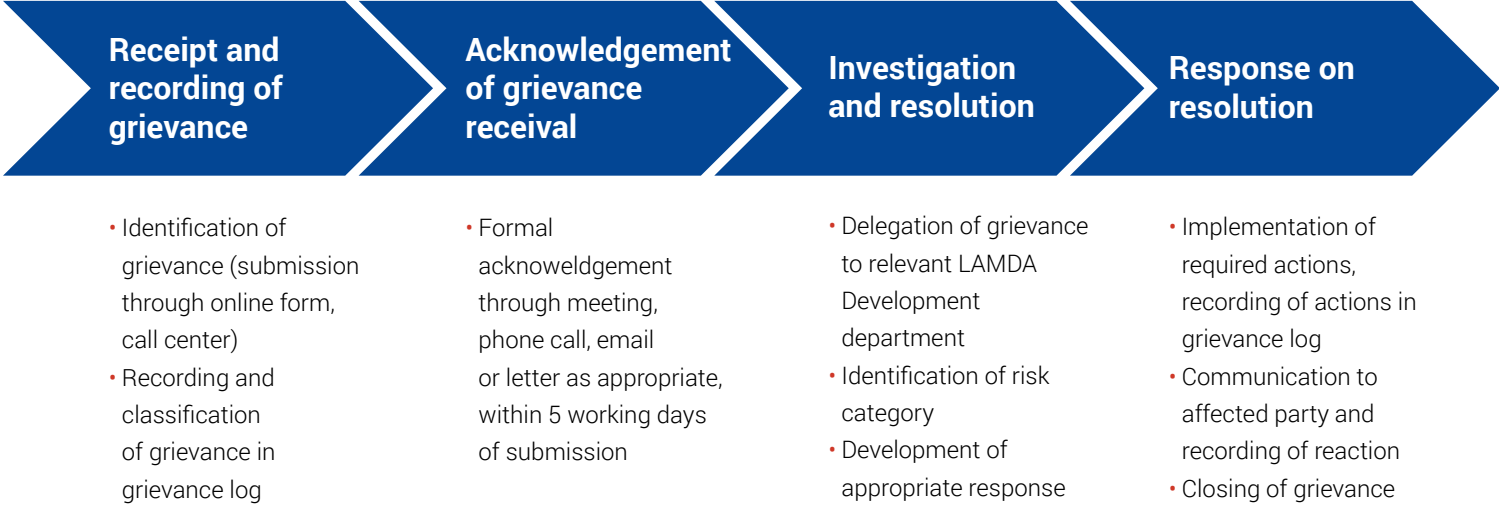 Receipt and
recording of
grievance
Acknowledgement
of grievance
receival
Investigation
and resolution
Response on
resolution
• Identification of
grievance (submission
through online form,
call center)
• Recording and
classification
of grievance in
grievance log
• Formal
acknoweldgement
through meeting,
phone call, email
or letter as appropriate,
within 5 working days
of submission
• Delegation of grievance
to relevant LAMDA
Development
department
• Identification of risk
category
• Development of
appropriate response
• Implementation of
required actions,
recording of actions in
grievance log
• Communication to
affected party and
recording of reaction
• Closing of grievance